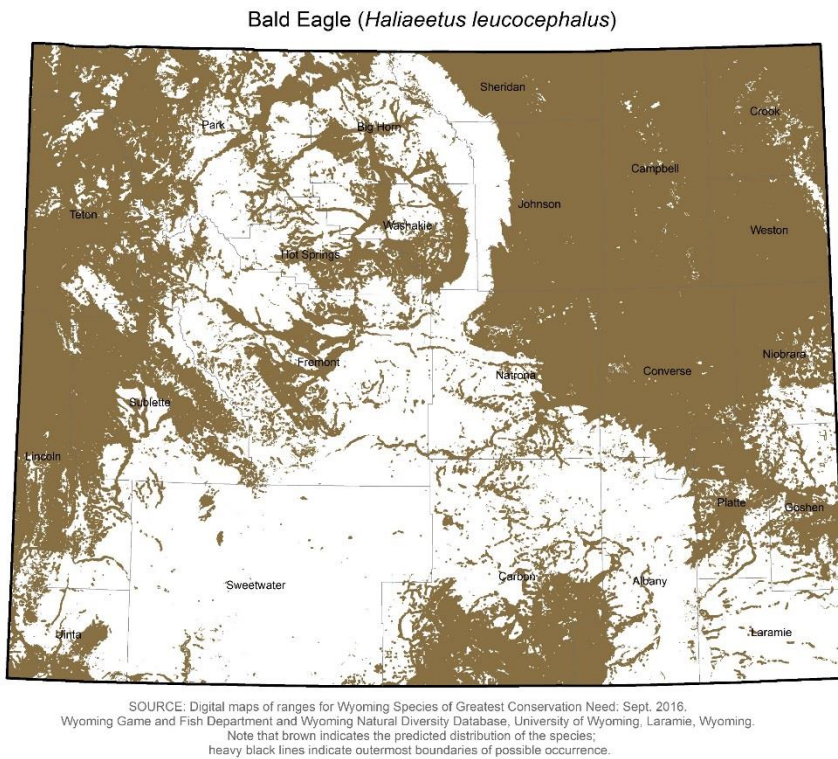 Bald Eagle (Haliaeetus leucocephalus)
Sheridan
Crook
Park
Big Horn
Campbell
Teton
Johnson
Washakie
Weston
Hot Springs
Niobrara
Fremont
Converse
Natrona
Sublette
Lincoln
Platte
Goshen
Carbon
Albany
Sweetwater
Uinta
Laramie
SOURCE: Digital maps of ranges for Wyoming Species of Greatest Conservation Need: Sept. 2016.
Wyoming Game and Fish Department and Wyoming Natural Diversity Database, University of Wyoming, Laramie, Wyoming.
Note that brown indicates the predicted distribution of the species;
heavy black lines indicate outermost boundaries of possible occurrence.